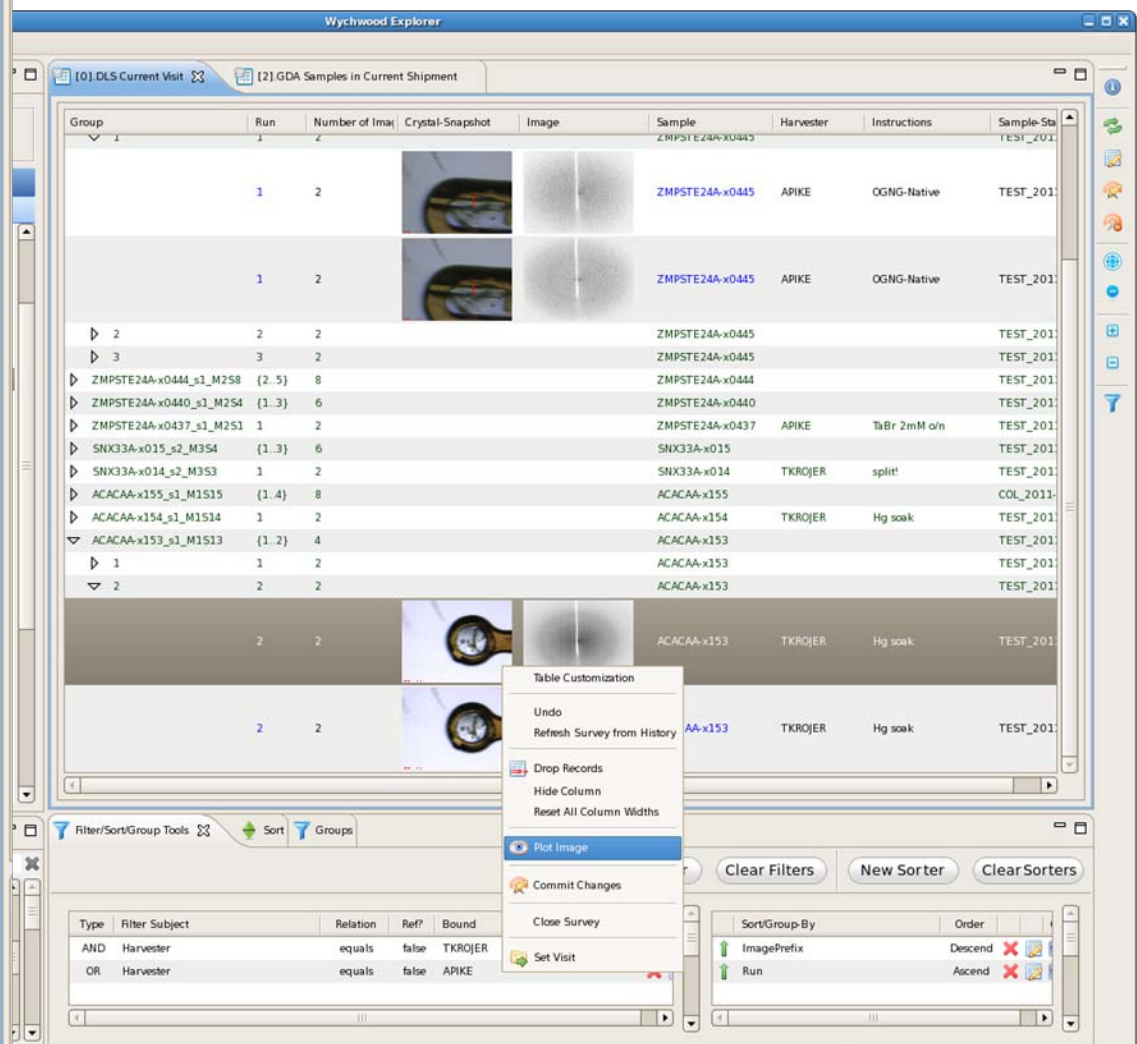 Wychwood Explorer
[0].DLS Current Visit [2].GDA Samples in Current Shipment
Group Run Number of Imag Crystal-Snapshot Image Sample Harvester Instructions Sample-Sta
1 1 2 ZMPSTE24A-x0445 TEST_201
1 2 ZMPSTE24A-x0445 APIKE OGNG-Native TEST_201
1 2 ZMPSTE24A-x0445 APIKE OGNG-Native TEST_201
2 2 2 ZMPSTE24A-x0445 TEST_201
3 3 2 ZMPSTE24A-x0445 TEST_201
ZMPSTE24A-x0444_s1_M2S8 {2..5} 8 ZMPSTE24A-x0444 TEST_201
ZMPSTE24A-x0440_s1_M2S4 {1..3} 6 ZMPSTE24A-x0440 TEST_201
ZMPSTE24A-x0437_s1_M2S1 1 2 ZMPSTE24A-x0437 APIKE TaBr 2mM o/n TEST_201
SNX33A-x015_s2_M3S4 {1..3} 6 SNX33A-x015 TEST_201
SNX33A-x014_s2_M3S3 1 2 SNX33A-x014 TKROJER split! TEST_201
ACACAA-x155_s1_M1S15 {1..4} 8 ACACAA-x155 COL_2011-
ACACAA-x154_s1_M1S14 1 2 ACACAA-x154 TKROJER Hg soak TEST_201
ACACAA-x153_s1_M1S13 {1..2} 4 ACACAA-x153 TEST_201
1 1 2 ACACAA-x153 TEST_201
2 2 2 ACACAA-x153 TEST_201
2 2 ACACAA-x153 TKROJER Hg soak TEST_201
2 2 AA-x153 TKROJER Hg soak TEST_201
Table Customization
Undo
Refresh Survey from History
Drop Records
Hide Column
Reset All Column Widths
Plot Image
Commit Changes
Close Survey
Set Visit
Filter/Sort/Group Tools Sort Groups
Clear Filters New Sorter Clear Sorters
Type Filter Subject Relation Ref? Bound
AND Harvester equals false TKROJER
OR Harvester equals false APIKE
Sort/Group-By Order
ImagePrefix Descend
Run Ascend